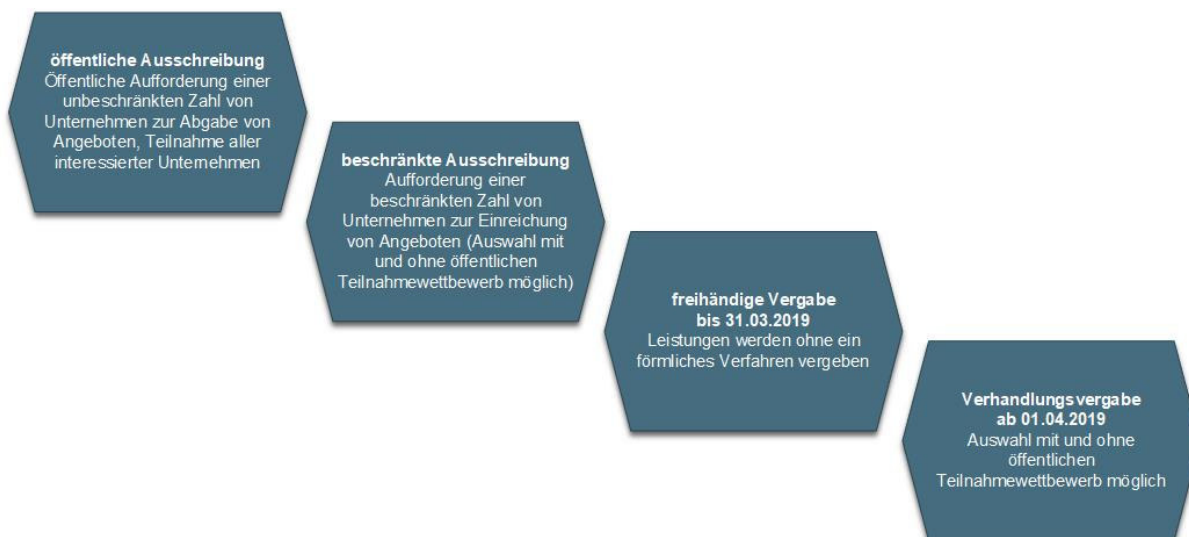 öffentliche Ausschreibung
Öffentliche Aufforderung einer
unbeschränkten Zahl von
Unternehmen zur Abgabe von
Angeboten, Teilnahme aller
interessierter Unternehmen
beschränkte Ausschreibung
Aufforderung einer
beschränkten Zahl von
Unternehmen zur Einreichung
von Angeboten (Auswahl mit
und ohne öffentlichen
Teilnahmewettbewerb möglich)
freihändige Vergabe
bis 31.03.2019
Leistungen werden ohne ein
förmliches Verfahren vergeben
Verhandlungsvergabe
ab 01.04.2019
Auswahl mit und ohne
öffentlichen
Teilnahmewettbewerb möglich